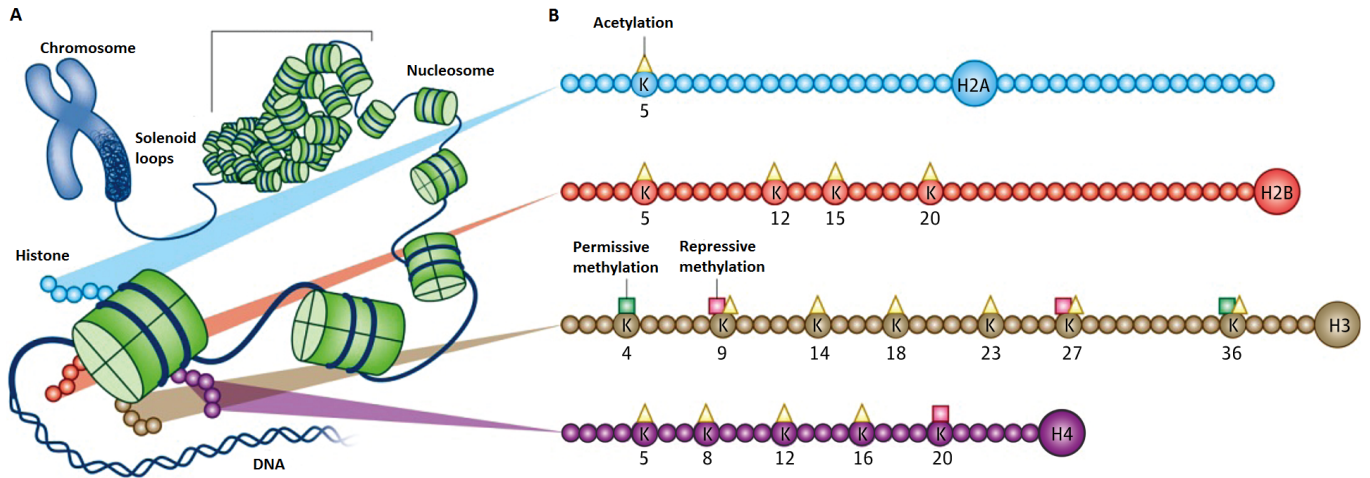 A
Chromosome
Solenoid
loops
Nucleosome
Histone
DNA
B
Acetylation
K
H2A
5
K K K K
H2B
5 12 15 20
Permissive
methylation
Repressive
methylation
K K K K K K K
H3
4 9 14 18 23 27 36
K K K K K
H4
5 8 12 16 20